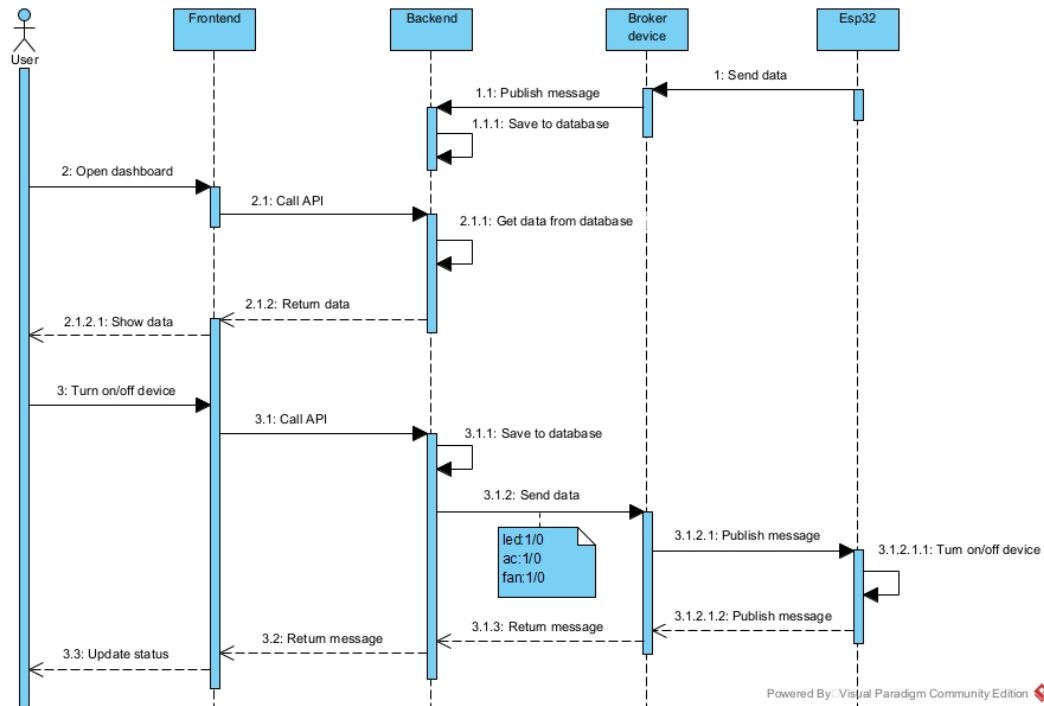 User
Frontend
Backend
Broker
device
Esp32
1: Send data
1.1: Publish message
1.1.1: Save to database
2: Open dashboard
2.1: Call API
2.1.1: Get data from database
2.1.2: Return data
2.1.2.1: Show data
3: Turn on/off device
3.1: Call API
3.1.1: Save to database
3.1.2: Send data
led:1/0
ac:1/0
fan:1/0
3.1.2.1: Publish message
3.1.2.1.1: Turn on/off device
3.1.2.1.2: Publish message
3.1.3: Return message
3.2: Return message
3.3: Update status
Powered By Visual Paradigm Community Edition